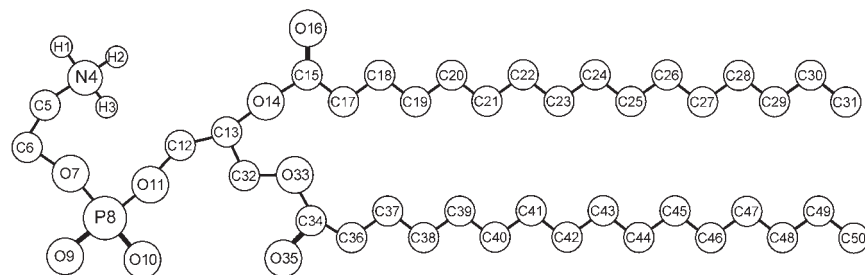 O16
H1
H2
N4
C15 C18 C20 C22 C24 C26 C28 C30
H3
C5 O14 C17 C19 C21 C23 C25 C27 C29 C31
C13
C6 C12
O7 O11 C32 O33
P8 C34 C37 C39 C41 C43 C45 C47 C49
C36 C38 C40 C42 C44 C46 C48 C50
O9 O10 O35